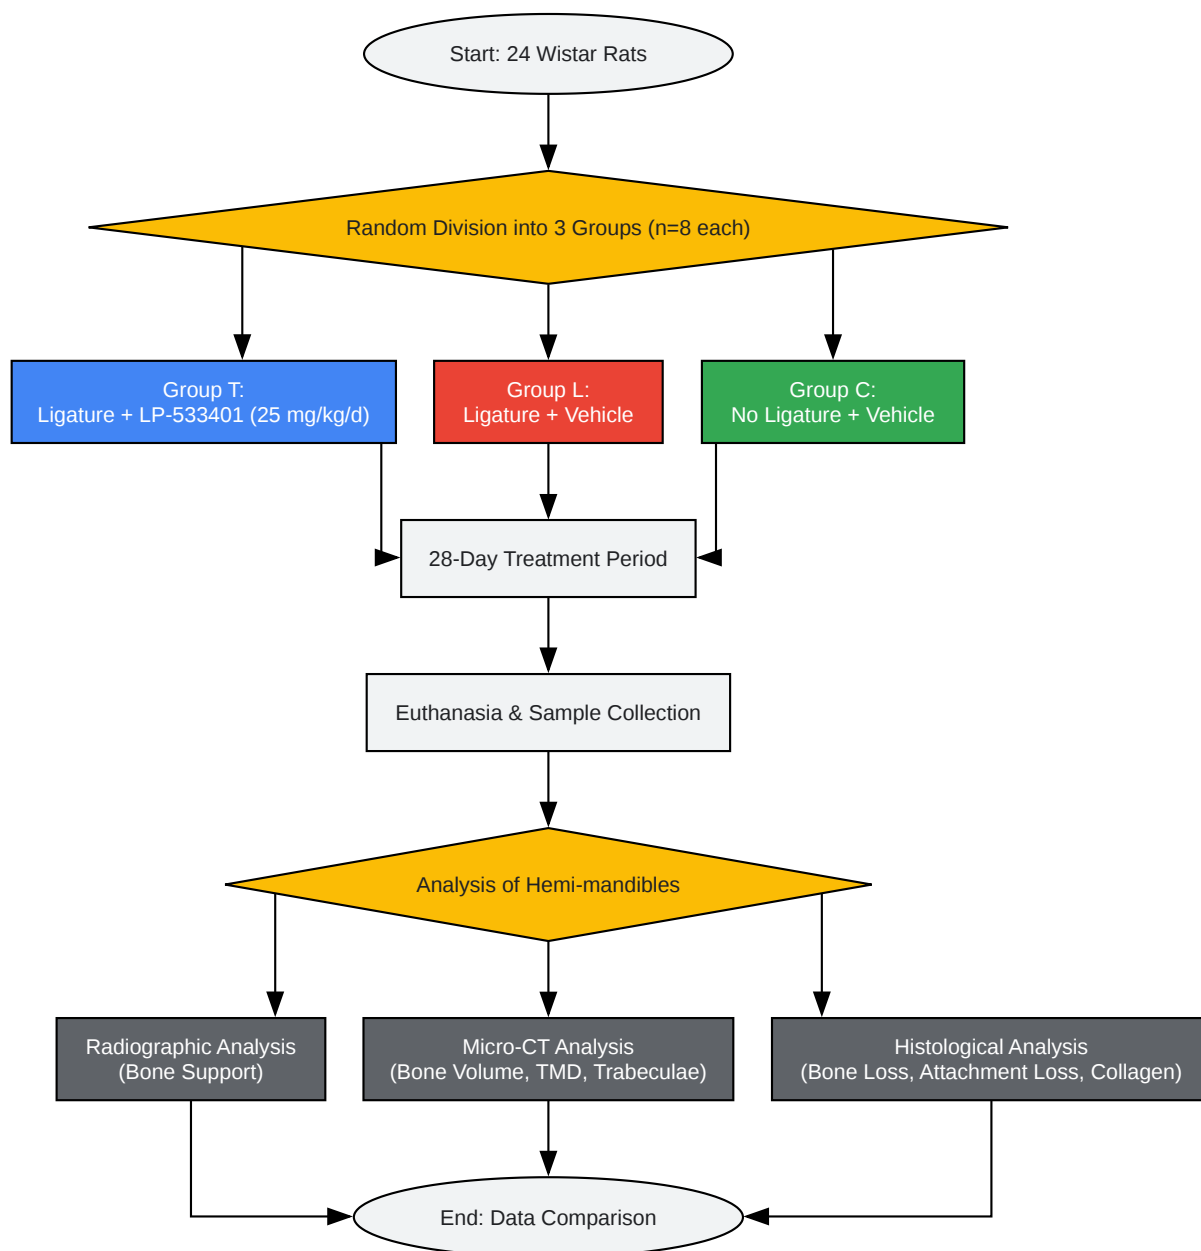 Start: 24 Wistar Rats
Random Division into 3 Groups (n=8 each)
Group T:
Ligature + LP-533401 (25 mg/kg/d)
Group L:
Ligature + Vehicle
Group C:
No Ligature + Vehicle
28-Day Treatment Period
Euthanasia & Sample Collection
Analysis of Hemi-mandibles
Radiographic Analysis
(Bone Support)
Micro-CT Analysis
(Bone Volume, TMD, Trabeculae)
Histological Analysis
(Bone Loss, Attachment Loss, Collagen)
End: Data Comparison